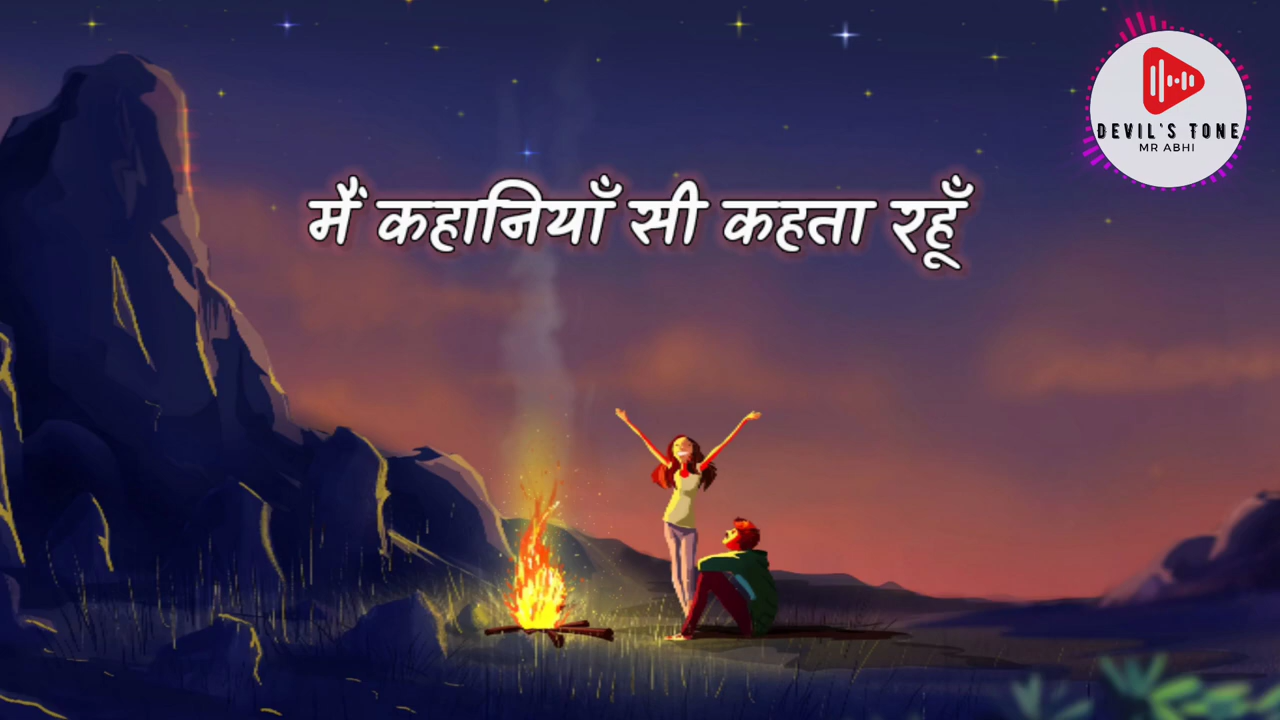 मैं कहानियाँ सी कहता रहूँ
DEVIL'S TONE
MR ABHI